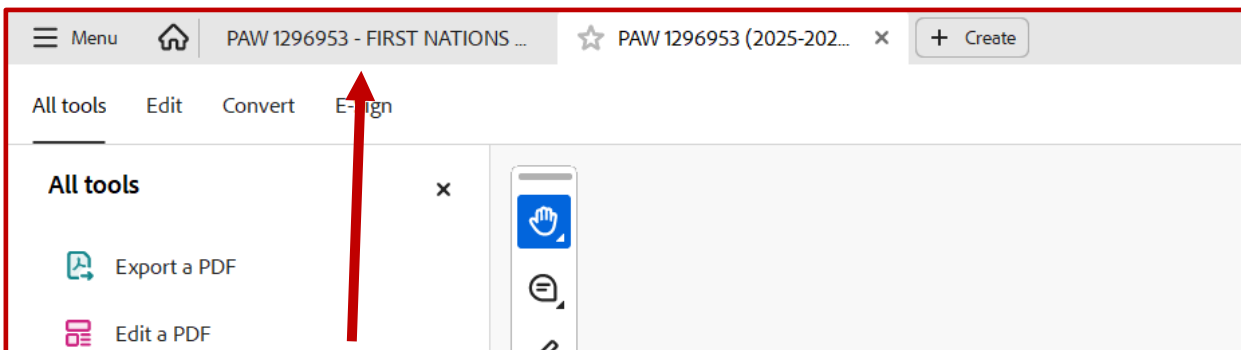 Menu PAW 1296953 - FIRST NATIONS ... PAW 1296953 (2025-202... × + Create
All tools Edit Convert
All tools ×
Export a PDF
Edit a PDF